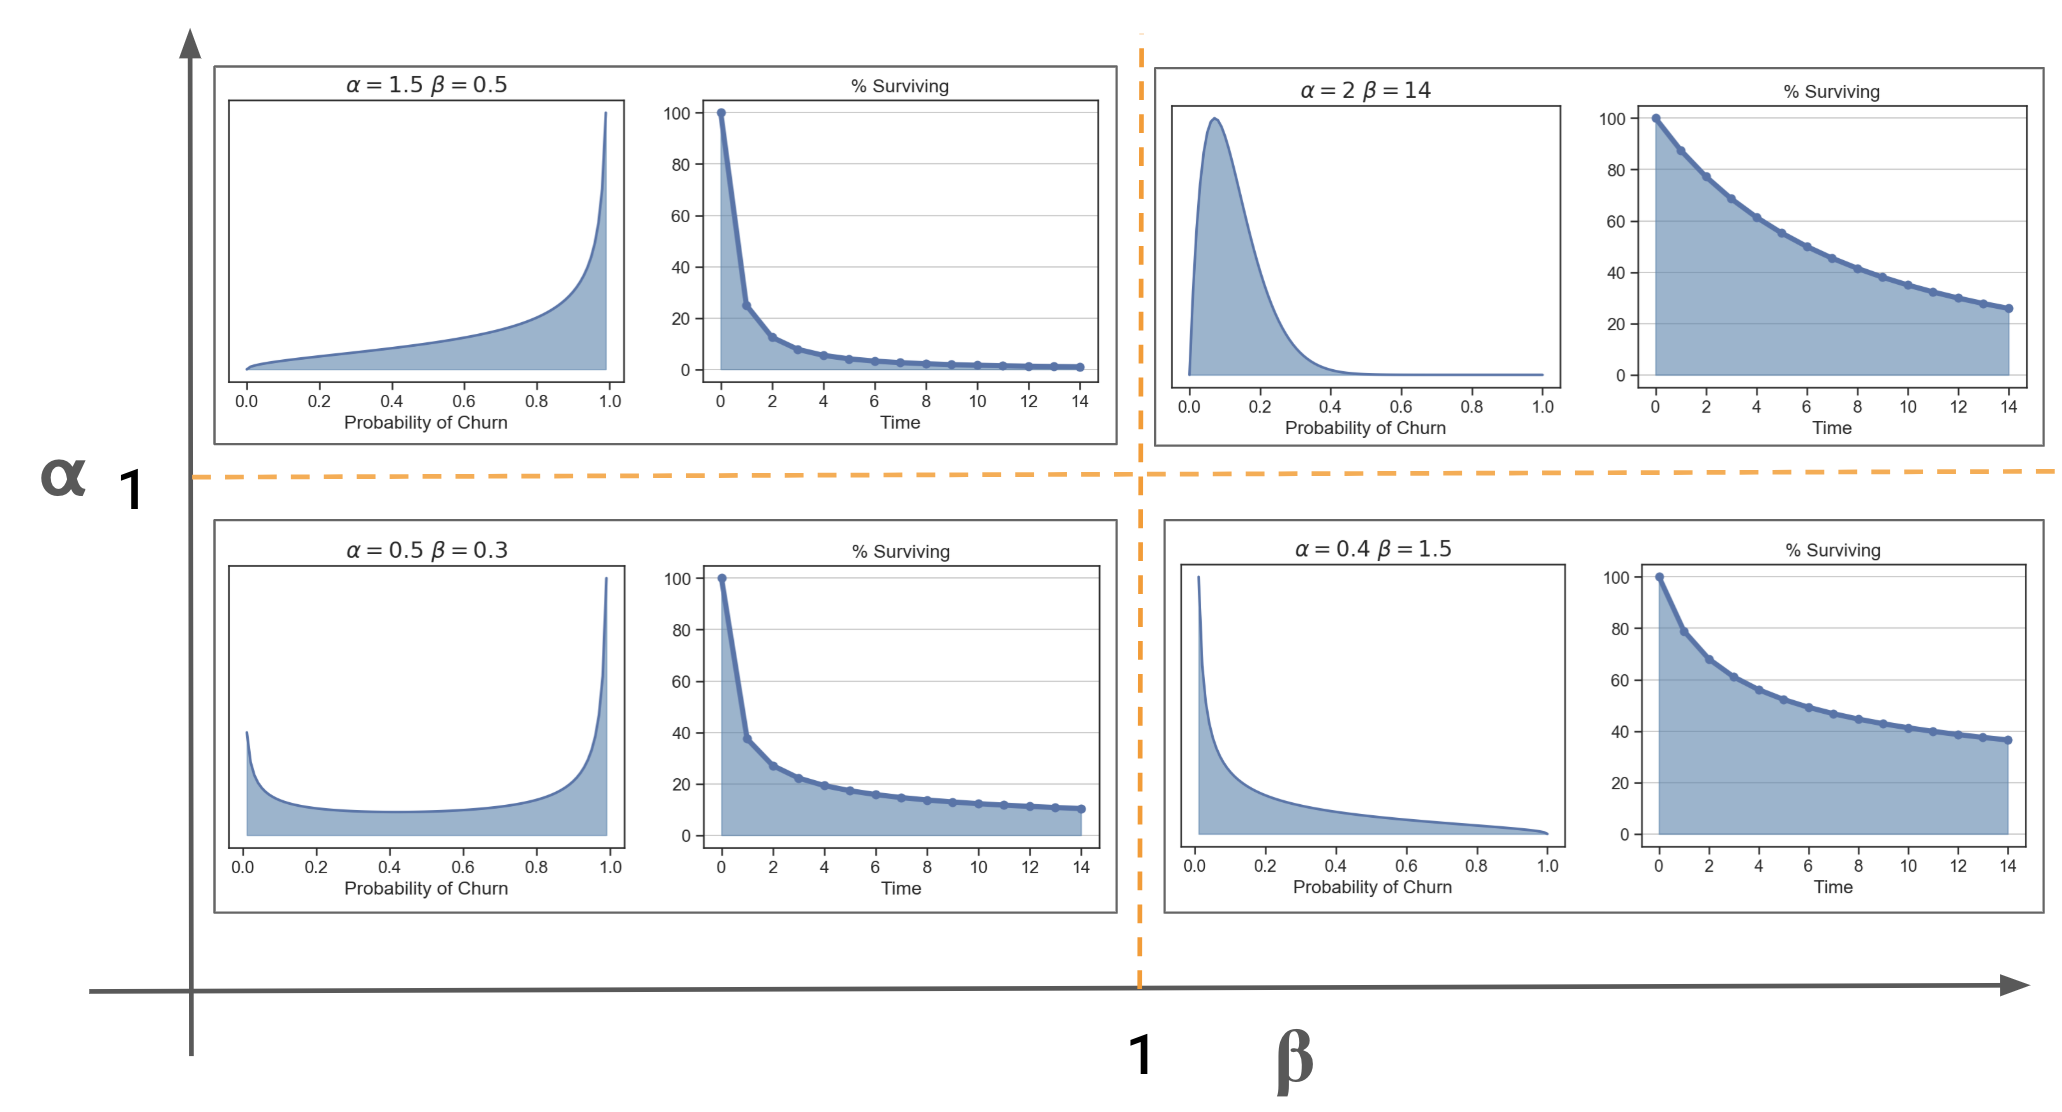 α = 1.5 β = 0.5
% Surviving
100
80
60
40
20
0
0.0 0.2 0.4 0.6 0.8 1.0
Probability of Churn
0 2 4 6 8 10 12 14
Time
α = 2 β = 14
% Surviving
100
80
60
40
20
0
0.0 0.2 0.4 0.6 0.8 1.0
Probability of Churn
0 2 4 6 8 10 12 14
Time
α 1
α = 0.5 β = 0.3
% Surviving
100
80
60
40
20
0
0.0 0.2 0.4 0.6 0.8 1.0
Probability of Churn
0 2 4 6 8 10 12 14
Time
α = 0.4 β = 1.5
% Surviving
100
80
60
40
20
0
0.0 0.2 0.4 0.6 0.8 1.0
Probability of Churn
0 2 4 6 8 10 12 14
Time
1 β